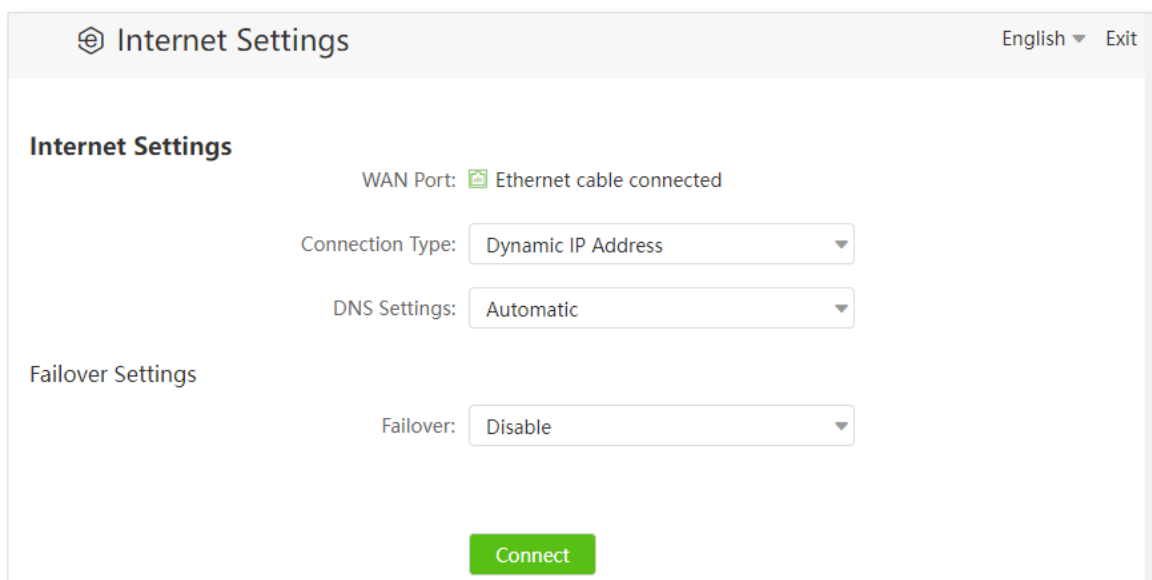 Internet Settings English Exit
Internet Settings
WAN Port: Ethernet cable connected
Connection Type: Dynamic IP Address
DNS Settings: Automatic
Failover Settings
Failover: Disable
Connect